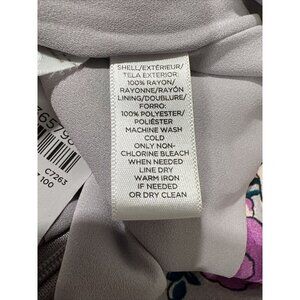 SHELL/EXTÉRIEUR/
TELA EXTERIOR:
100% RAYON/
RAYONNE/RAYÓN
LINING/DOUBLURE/
FORRO:
100% POLYESTER/
POLIÉSTER
MACHINE WASH
COLD
ONLY NON-
CHLORINE BLEACH
WHEN NEEDED
LINE DRY
WARM IRON
IF NEEDED
OR DRY CLEAN
C7263